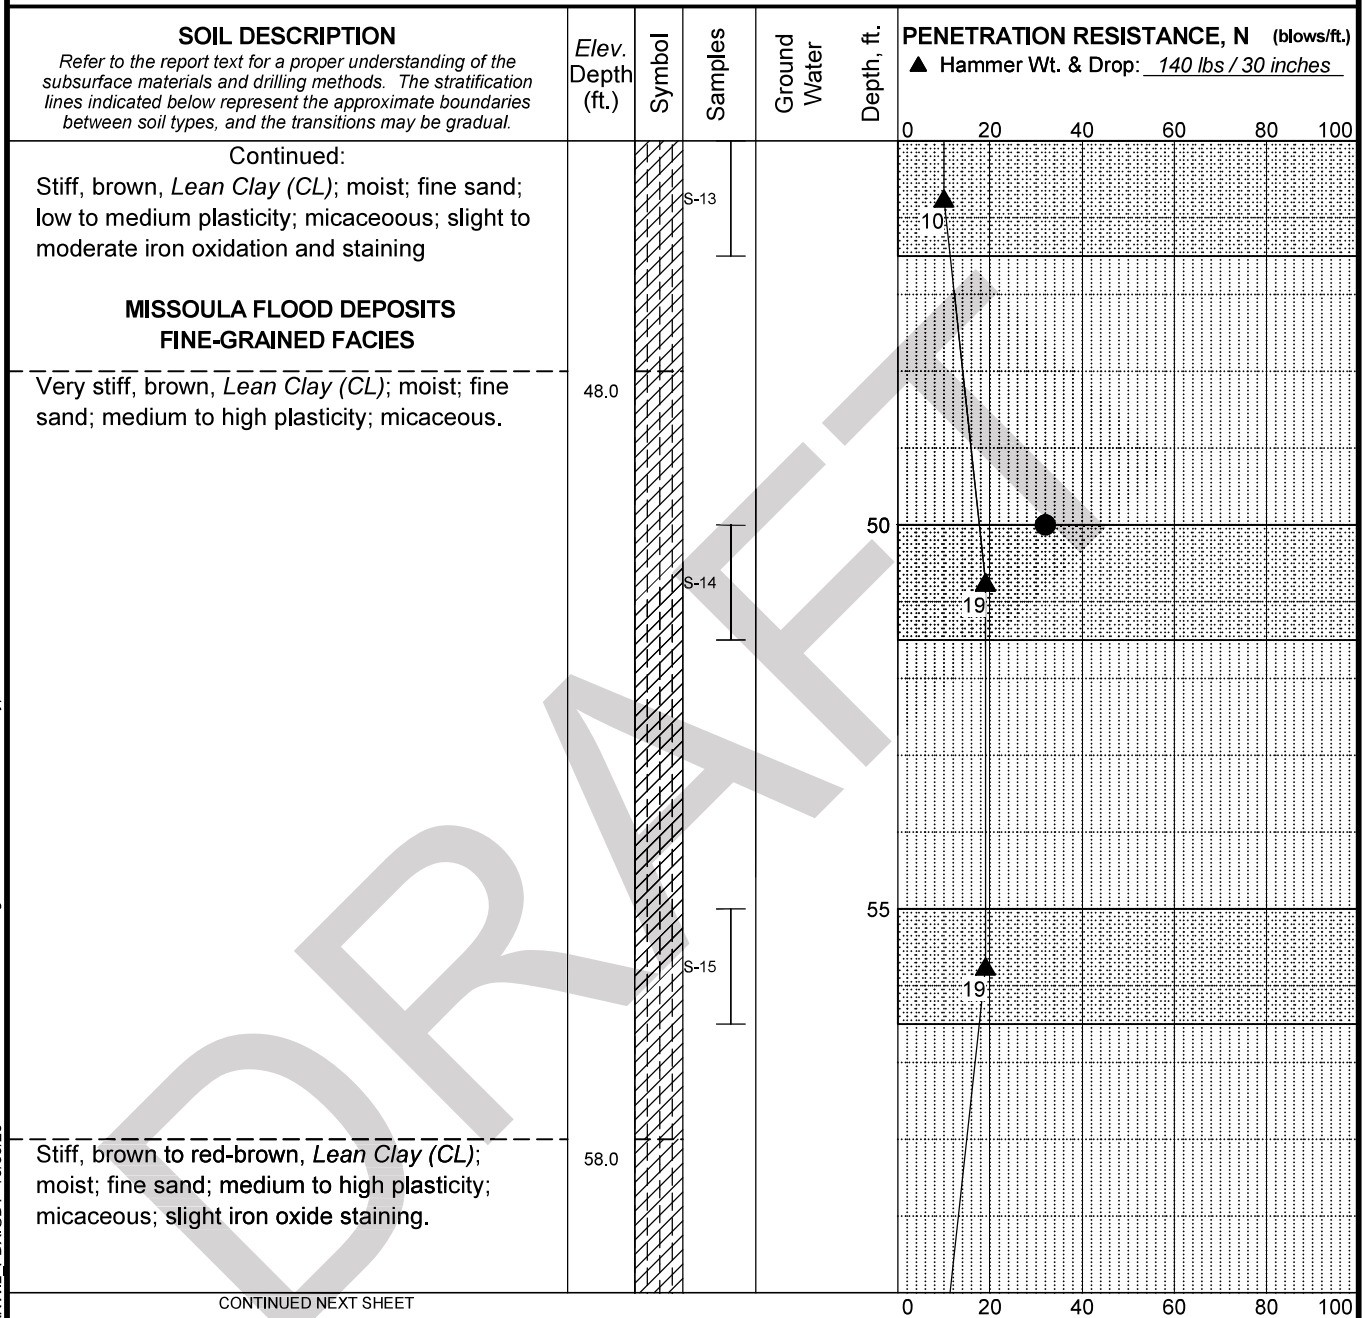 SOIL DESCRIPTION
Refer to the report text for a proper understanding of the
subsurface materials and drilling methods. The stratification
lines indicated below represent the approximate boundaries
between soil types, and the transitions may be gradual.
Elev.
Depth
(ft.)
Symbol
Samples
Ground
Water
Depth, ft.
PENETRATION RESISTANCE, N (blows/ft.)
▲ Hammer Wt. & Drop: 140 lbs / 30 inches
0 20 40 60 80 100
Continued:
Stiff, brown, Lean Clay (CL); moist; fine sand;
low to medium plasticity; micaceoous; slight to
moderate iron oxidation and staining
S-13
10
MISSOULA FLOOD DEPOSITS
FINE-GRAINED FACIES
Very stiff, brown, Lean Clay (CL); moist; fine
sand; medium to high plasticity; micaceous.
48.0
50
S-14
19
55
S-15
19
Stiff, brown to red-brown, Lean Clay (CL);
moist; fine sand; medium to high plasticity;
micaceous; slight iron oxide staining.
58.0
CONTINUED NEXT SHEET
0 20 40 60 80 100
DRAFT